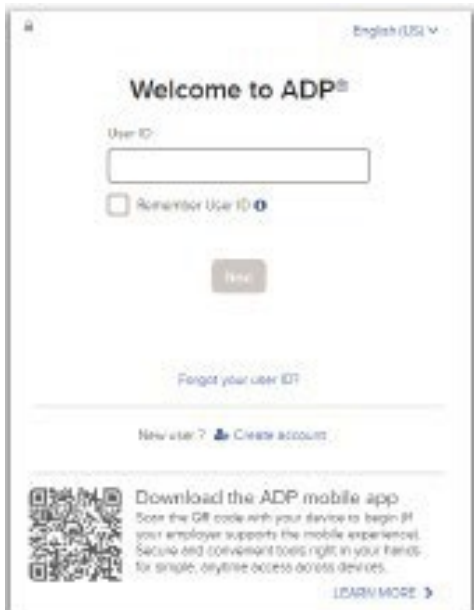 English (US)
Welcome to ADP®
User ID
Remember User ID
Next
Forgot your user ID?
New user ? Create account
Download the ADP mobile app
Scan the QR code with your device to begin (if
your employer supports the mobile experience).
Secure and convenient tools right in your hands
for simple, anytime access across devices.
LEARN MORE